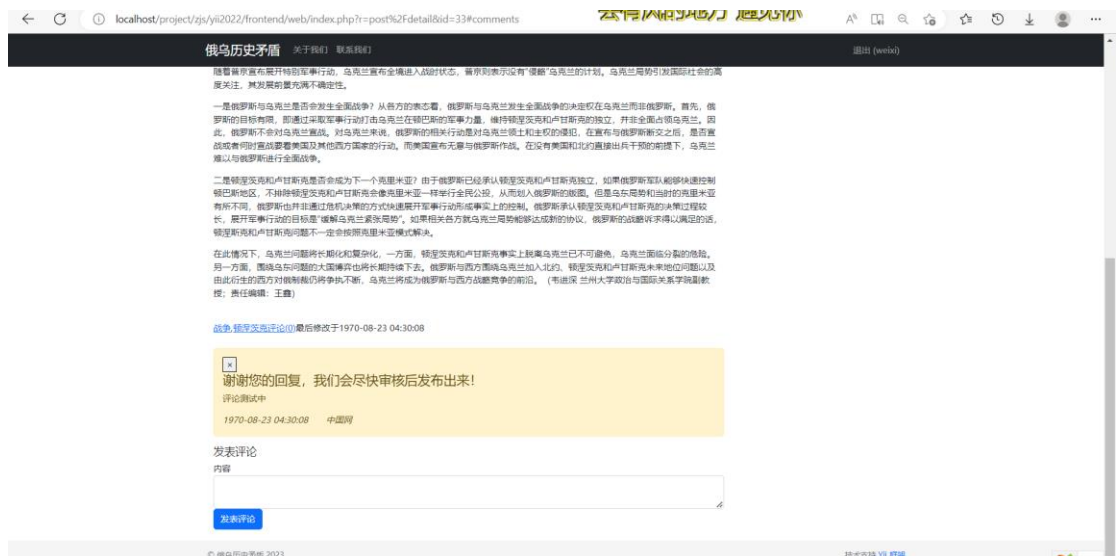 localhost/project/zjs/yii2022/frontend/web/index.php?r=post%2Fdetail&id=33#comments
俄乌历史矛盾 关于我们 联系我们 退出 (weixi)
随着普京宣布展开特别军事行动，乌克兰宣布全境进入战时状态，普京则表示没有"侵略"乌克兰的计划。乌克兰局势引发国际社会的高
度关注，其发展前景充满不确定性。
一是俄罗斯与乌克兰是否会发生全面战争？从各方的表态看，俄罗斯与乌克兰发生全面战争的决定权在乌克兰而非俄罗斯。首先，俄
罗斯的目标有限，即通过采取军事行动打击乌克兰在顿巴斯的军事力量，维持顿涅茨克和卢甘斯克的独立，并非全面占领乌克兰。因
此，俄罗斯不会对乌克兰宣战。对乌克兰来说，俄罗斯的相关行动是对乌克兰领土和主权的侵犯，在宣布与俄罗斯断交之后，是否宣
战或者何时宣战要看美国及其他西方国家的行动。而美国宣布无意与俄罗斯作战。在没有美国和北约直接出兵干预的前提下，乌克兰
难以与俄罗斯进行全面战争。
二是顿涅茨克和卢甘斯克是否会成为下一个克里米亚？由于俄罗斯已经承认顿涅茨克和卢甘斯克独立，如果俄罗斯军队能够快速控制
顿巴斯地区，不排除顿涅茨克和卢甘斯克会像克里米亚一样举行全民公投，从而划入俄罗斯的版图。但是乌东局势和当时的克里米亚
有所不同，俄罗斯也并非通过危机决策的方式快速展开军事行动形成事实上的控制。俄罗斯承认顿涅茨克和卢甘斯克的决策过程较
长，展开军事行动的目标是"缓解乌克兰紧张局势"。如果相关各方就乌克兰局势能够达成新的协议，俄罗斯的战略诉求得以满足的话，
顿涅斯克和卢甘斯克问题不一定会按照克里米亚模式解决。
在此情况下，乌克兰问题将长期化和复杂化，一方面，顿涅茨克和卢甘斯克事实上脱离乌克兰已不可避免，乌克兰面临分裂的危险。
另一方面，围绕乌东问题的大国博弈也将长期持续下去。俄罗斯与西方围绕乌克兰加入北约、顿涅茨克和卢甘斯克未来地位问题以及
由此衍生的西方对俄制裁仍将争执不断，乌克兰将成为俄罗斯与西方战略竞争的前沿。（韦进深 兰州大学政治与国际关系学院副教
授；责任编辑：王鑫）
战争,顿涅茨克评论(0)最后修改于1970-08-23 04:30:08
×
谢谢您的回复，我们会尽快审核后发布出来！
评论测试中
1970-08-23 04:30:08 中国网
发表评论
内容
发表评论
© 俄乌历史矛盾 2023 技术支持 Yii 框架